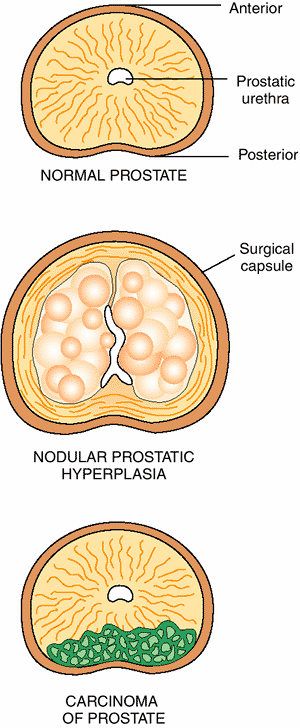 Anterior
Prostatic
urethra
Posterior
NORMAL PROSTATE
Surgical
capsule
NODULAR PROSTATIC
HYPERPLASIA
CARCINOMA
OF PROSTATE